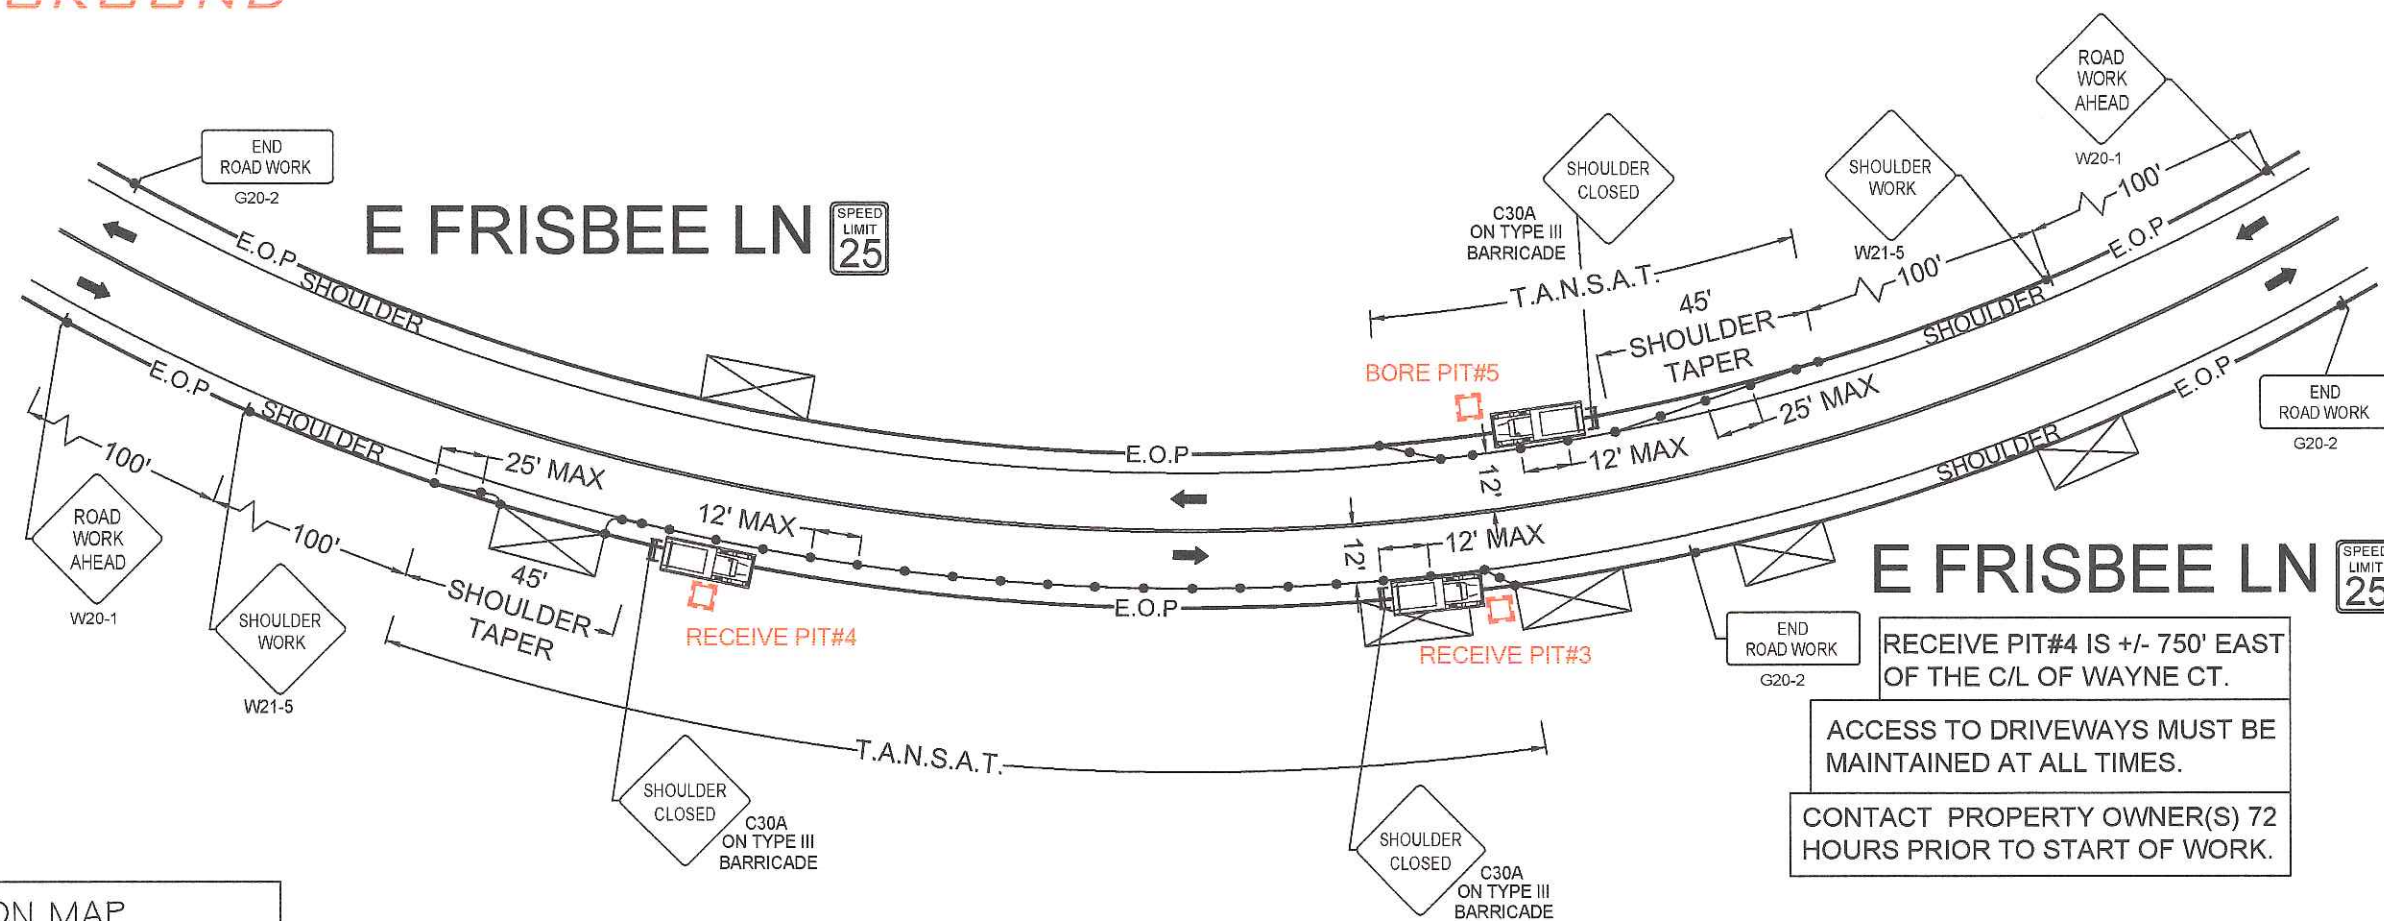 END
ROAD WORK
G20-2
E FRISBEE LN
SPEED
LIMIT
25
E.O.P
SHOULDER
E.O.P
SHOULDER
100'
100'
ROAD
WORK
AHEAD
W20-1
SHOULDER
WORK
W21-5
25' MAX
12' MAX
45'
SHOULDER
TAPER
RECEIVE PIT#4
T.A.N.S.A.T.
SHOULDER
CLOSED
C30A
ON TYPE III
BARRICADE
E.O.P
E.O.P
BORE PIT#5
T.A.N.S.A.T.
C30A
ON TYPE III
BARRICADE
SHOULDER
CLOSED
45'
SHOULDER
TAPER
SHOULDER
WORK
W21-5
100'
ROAD
WORK
AHEAD
W20-1
100'
E.O.P
SHOULDER
25' MAX
12' MAX
12'
12'
12' MAX
SHOULDER
E.O.P
END
ROAD WORK
G20-2
RECEIVE PIT#3
SHOULDER
CLOSED
C30A
ON TYPE III
BARRICADE
END
ROAD WORK
G20-2
E FRISBEE LN
SPEED
LIMIT
25
RECEIVE PIT#4 IS +/- 750' EAST
OF THE C/L OF WAYNE CT.
ACCESS TO DRIVEWAYS MUST BE
MAINTAINED AT ALL TIMES.
CONTACT PROPERTY OWNER(S) 72
HOURS PRIOR TO START OF WORK.
MAP